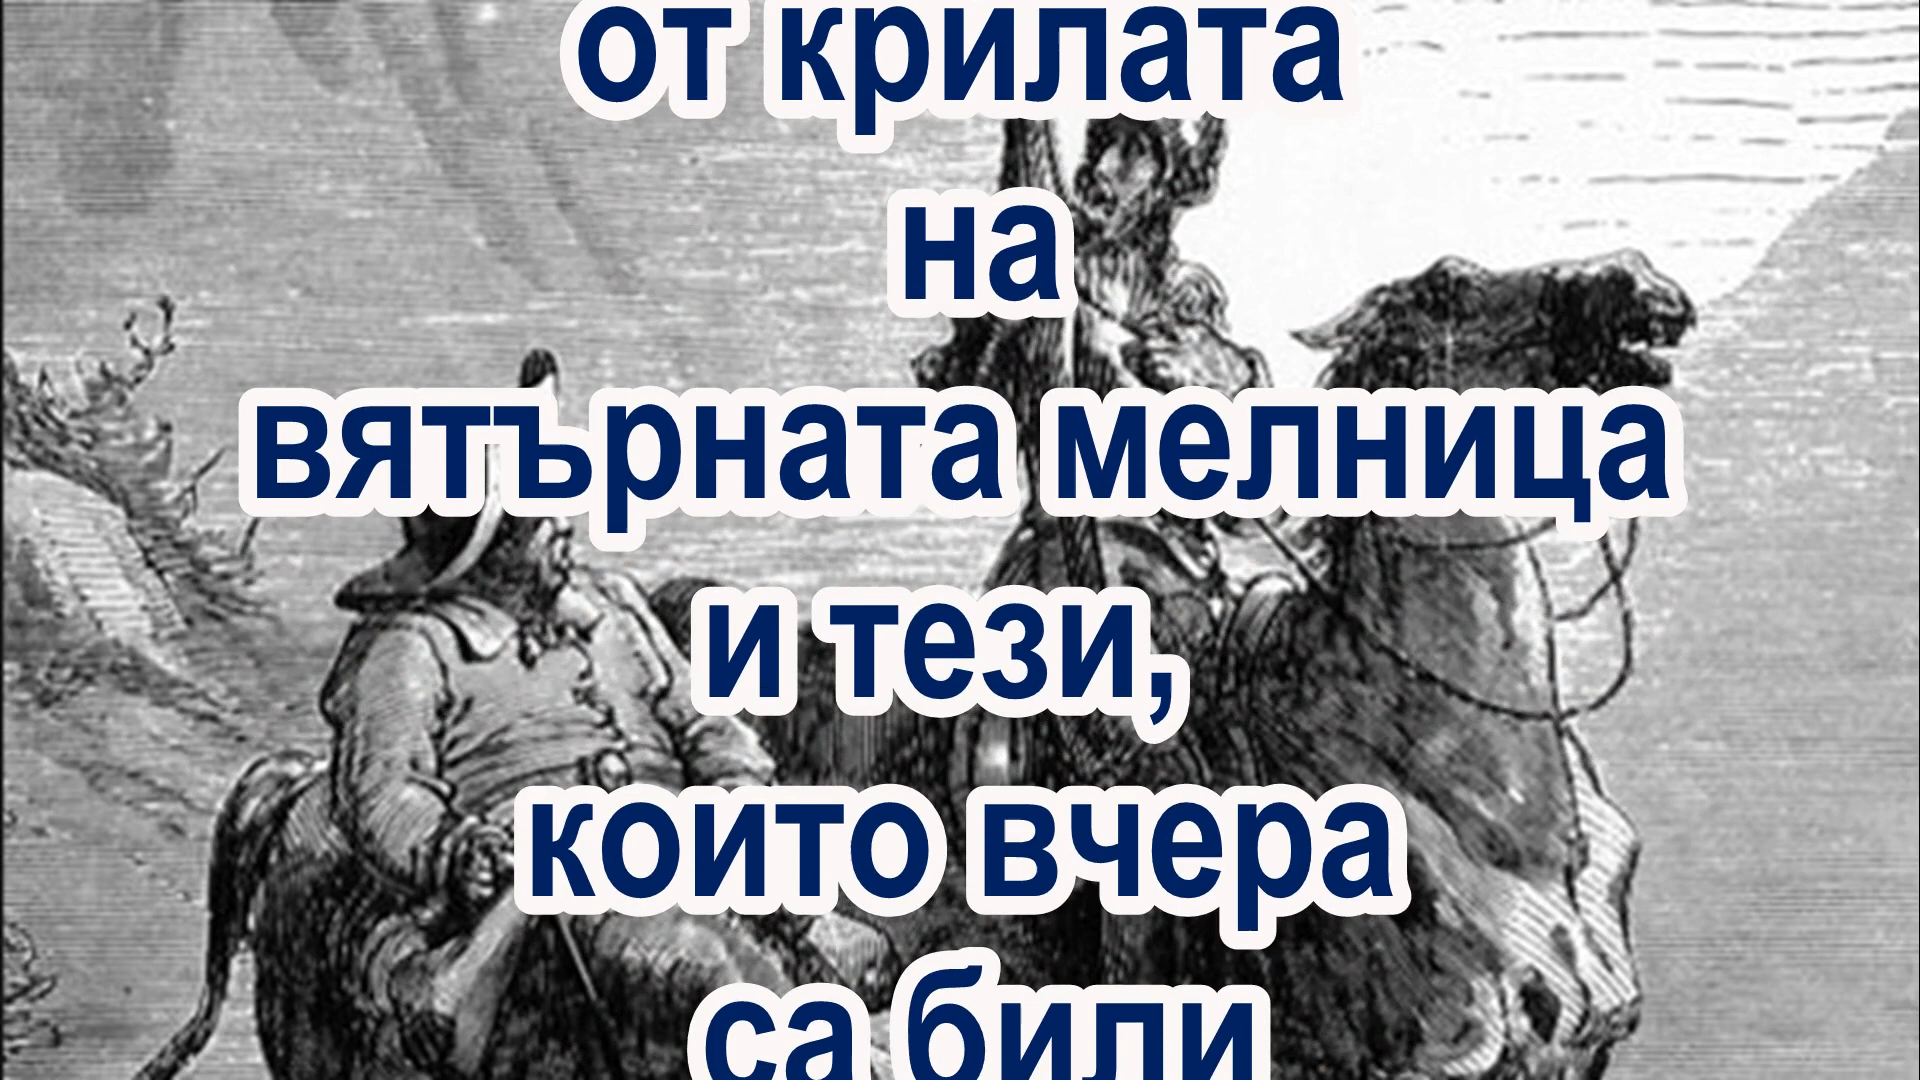 от крилата
на
вятърната мелница
и тези,
които вчера
са били